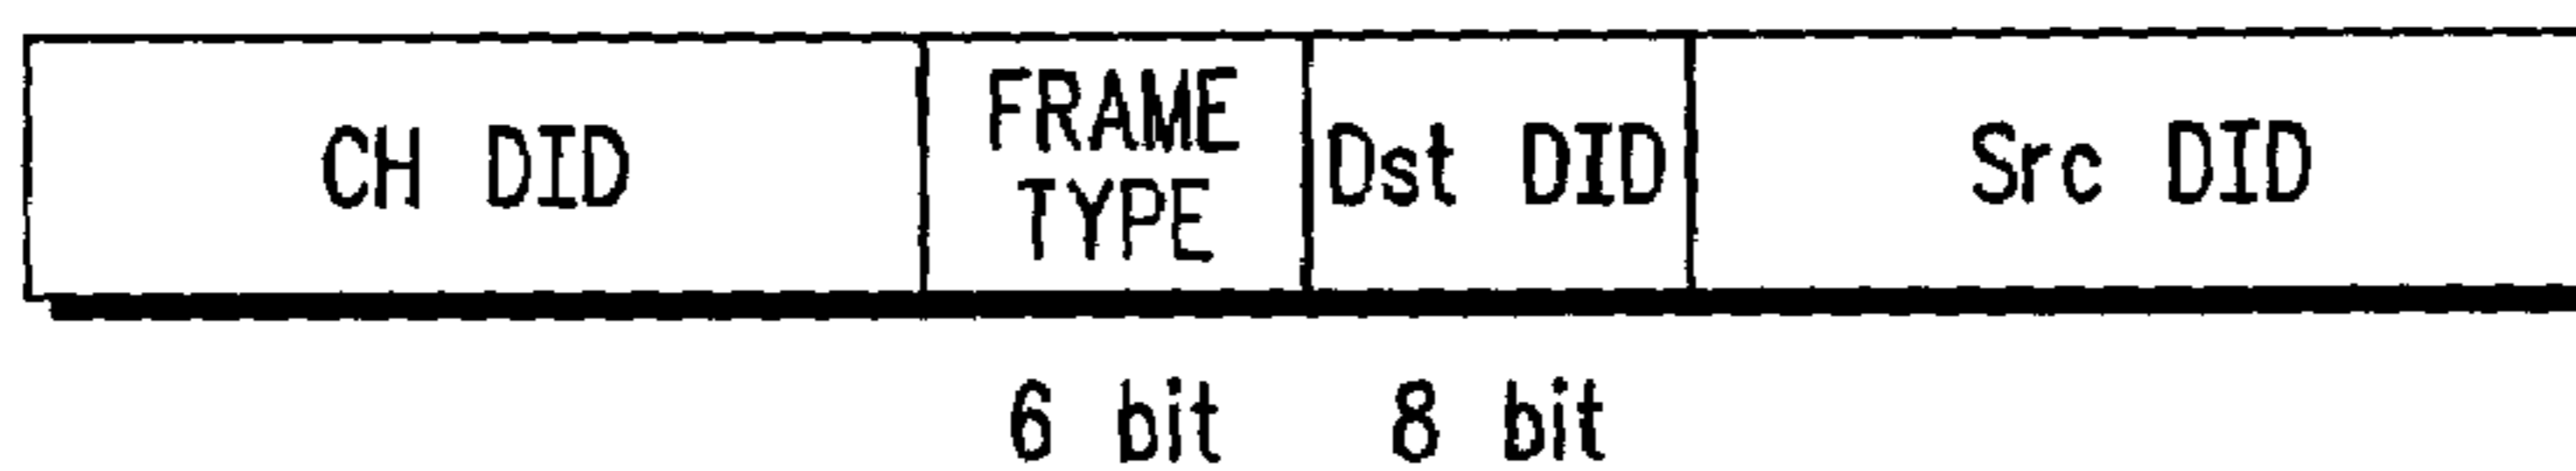 CH DID
FRAME
TYPE
Dst DID
Src DID
6 bit
8 bit